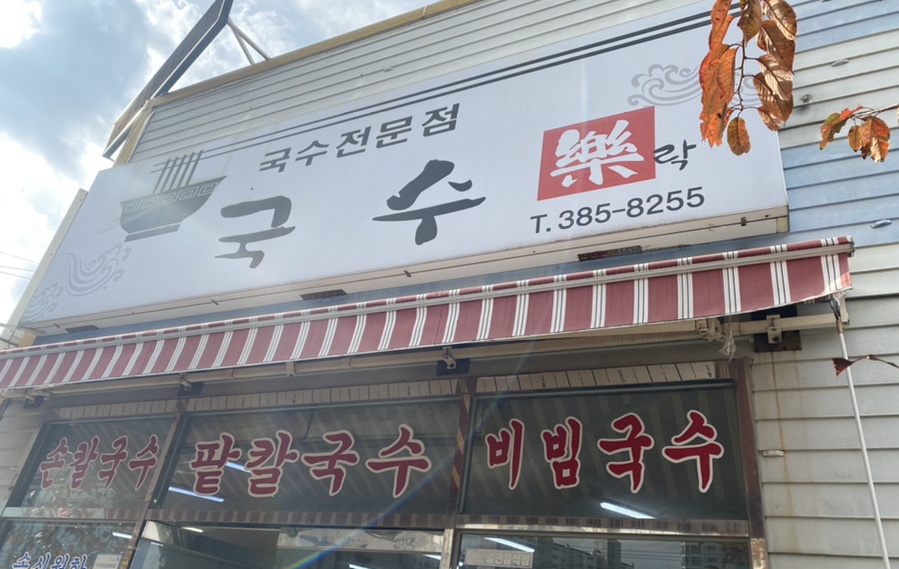 국수전문점
국수 樂 락
T. 385-8255
손칼국수 팥칼국수 비빔국수